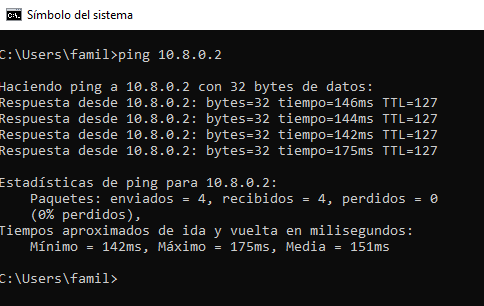 Símbolo del sistema
C:\Users\famil>ping 10.8.0.2
Haciendo ping a 10.8.0.2 con 32 bytes de datos:
Respuesta desde 10.8.0.2: bytes=32 tiempo=146ms TTL=127
Respuesta desde 10.8.0.2: bytes=32 tiempo=144ms TTL=127
Respuesta desde 10.8.0.2: bytes=32 tiempo=142ms TTL=127
Respuesta desde 10.8.0.2: bytes=32 tiempo=175ms TTL=127
Estadísticas de ping para 10.8.0.2:
Paquetes: enviados = 4, recibidos = 4, perdidos = 0
(0% perdidos),
Tiempos aproximados de ida y vuelta en milisegundos:
Mínimo = 142ms, Máximo = 175ms, Media = 151ms
C:\Users\famil>